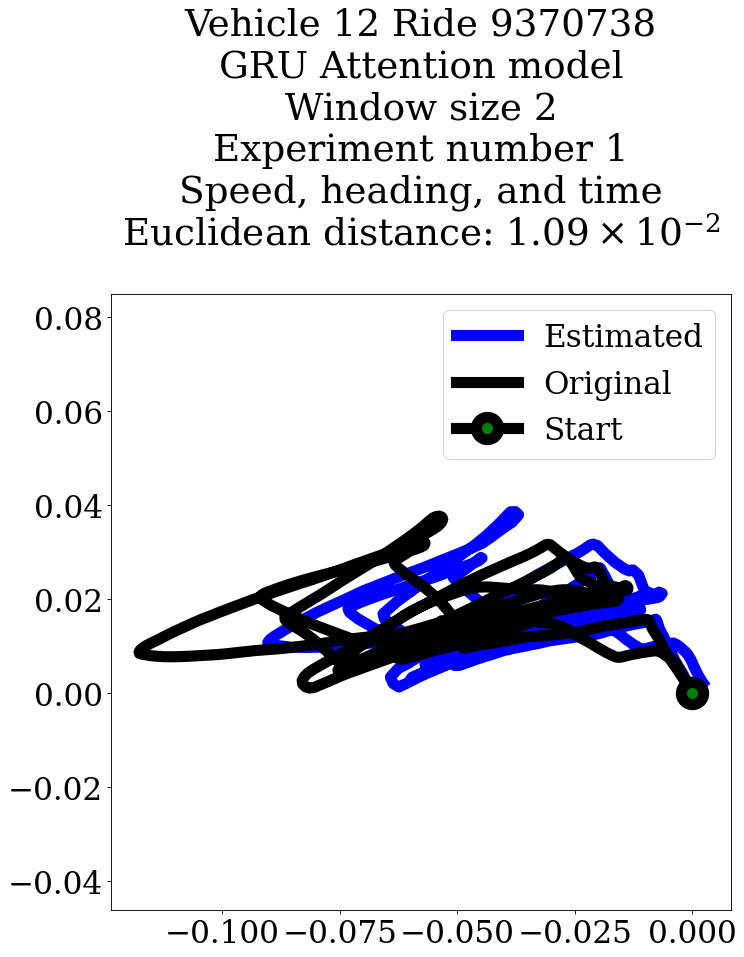 Vehicle 12 Ride 9370738
GRU Attention model
Window size 2
Experiment number 1
Speed, heading, and time
Euclidean distance: 1.09 × 10⁻²
Estimated
Original
Start
0.08
0.06
0.04
0.02
0.00
−0.02
−0.04
−0.100 −0.075 −0.050 −0.025 0.000